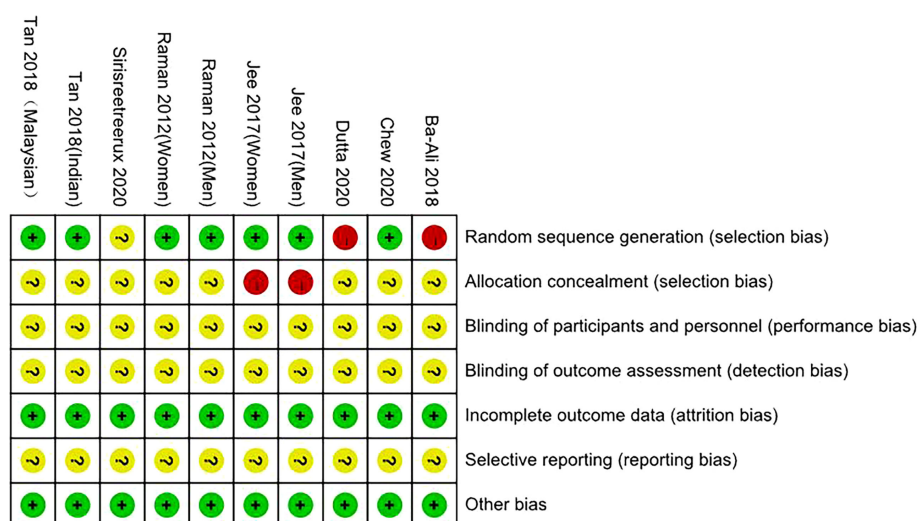 Tan 2018（Malaysian）
Tan 2018(Indian)
Sirisreetreerux 2020
Raman 2012(Women)
Raman 2012(Men)
Jee 2017(Women)
Jee 2017(Men)
Dutta 2020
Chew 2020
Ba-Ali 2018
+ + ? + + + + - + - Random sequence generation (selection bias)
? ? ? ? ? - - ? ? ? Allocation concealment (selection bias)
? ? ? ? ? ? ? ? ? ? Blinding of participants and personnel (performance bias)
? ? ? ? ? ? ? ? ? ? Blinding of outcome assessment (detection bias)
+ + + + + + + + + + Incomplete outcome data (attrition bias)
? ? ? ? ? ? ? ? ? ? Selective reporting (reporting bias)
+ + + + + + + + + + Other bias